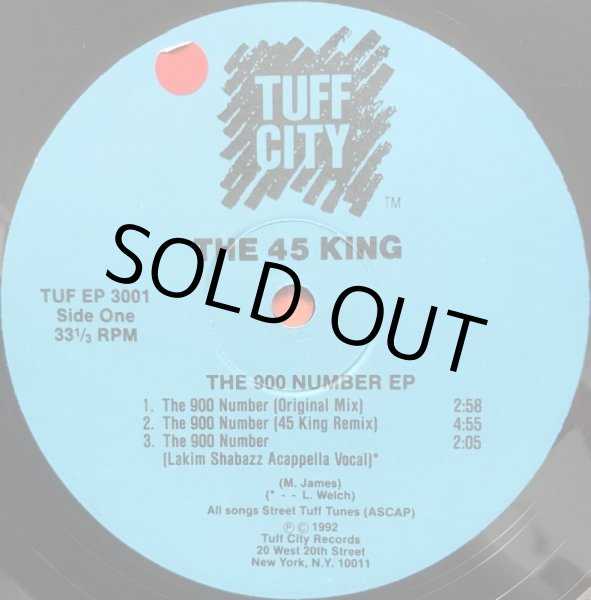 TUFF
CITY
TM
THE 45 KING
SOLD OUT
TUF EP 3001
Side One
33 1/3 RPM
THE 900 NUMBER EP
1. The 900 Number (Original Mix) 2:58
2. The 900 Number (45 King Remix) 4:55
3. The 900 Number 2:05
(Lakim Shabazz Acappella Vocal)*
(M. James)
(* - - L. Welch)
All songs Street Tuff Tunes (ASCAP)
℗ © 1992
Tuff City Records
20 West 20th Street
New York, N.Y. 10011